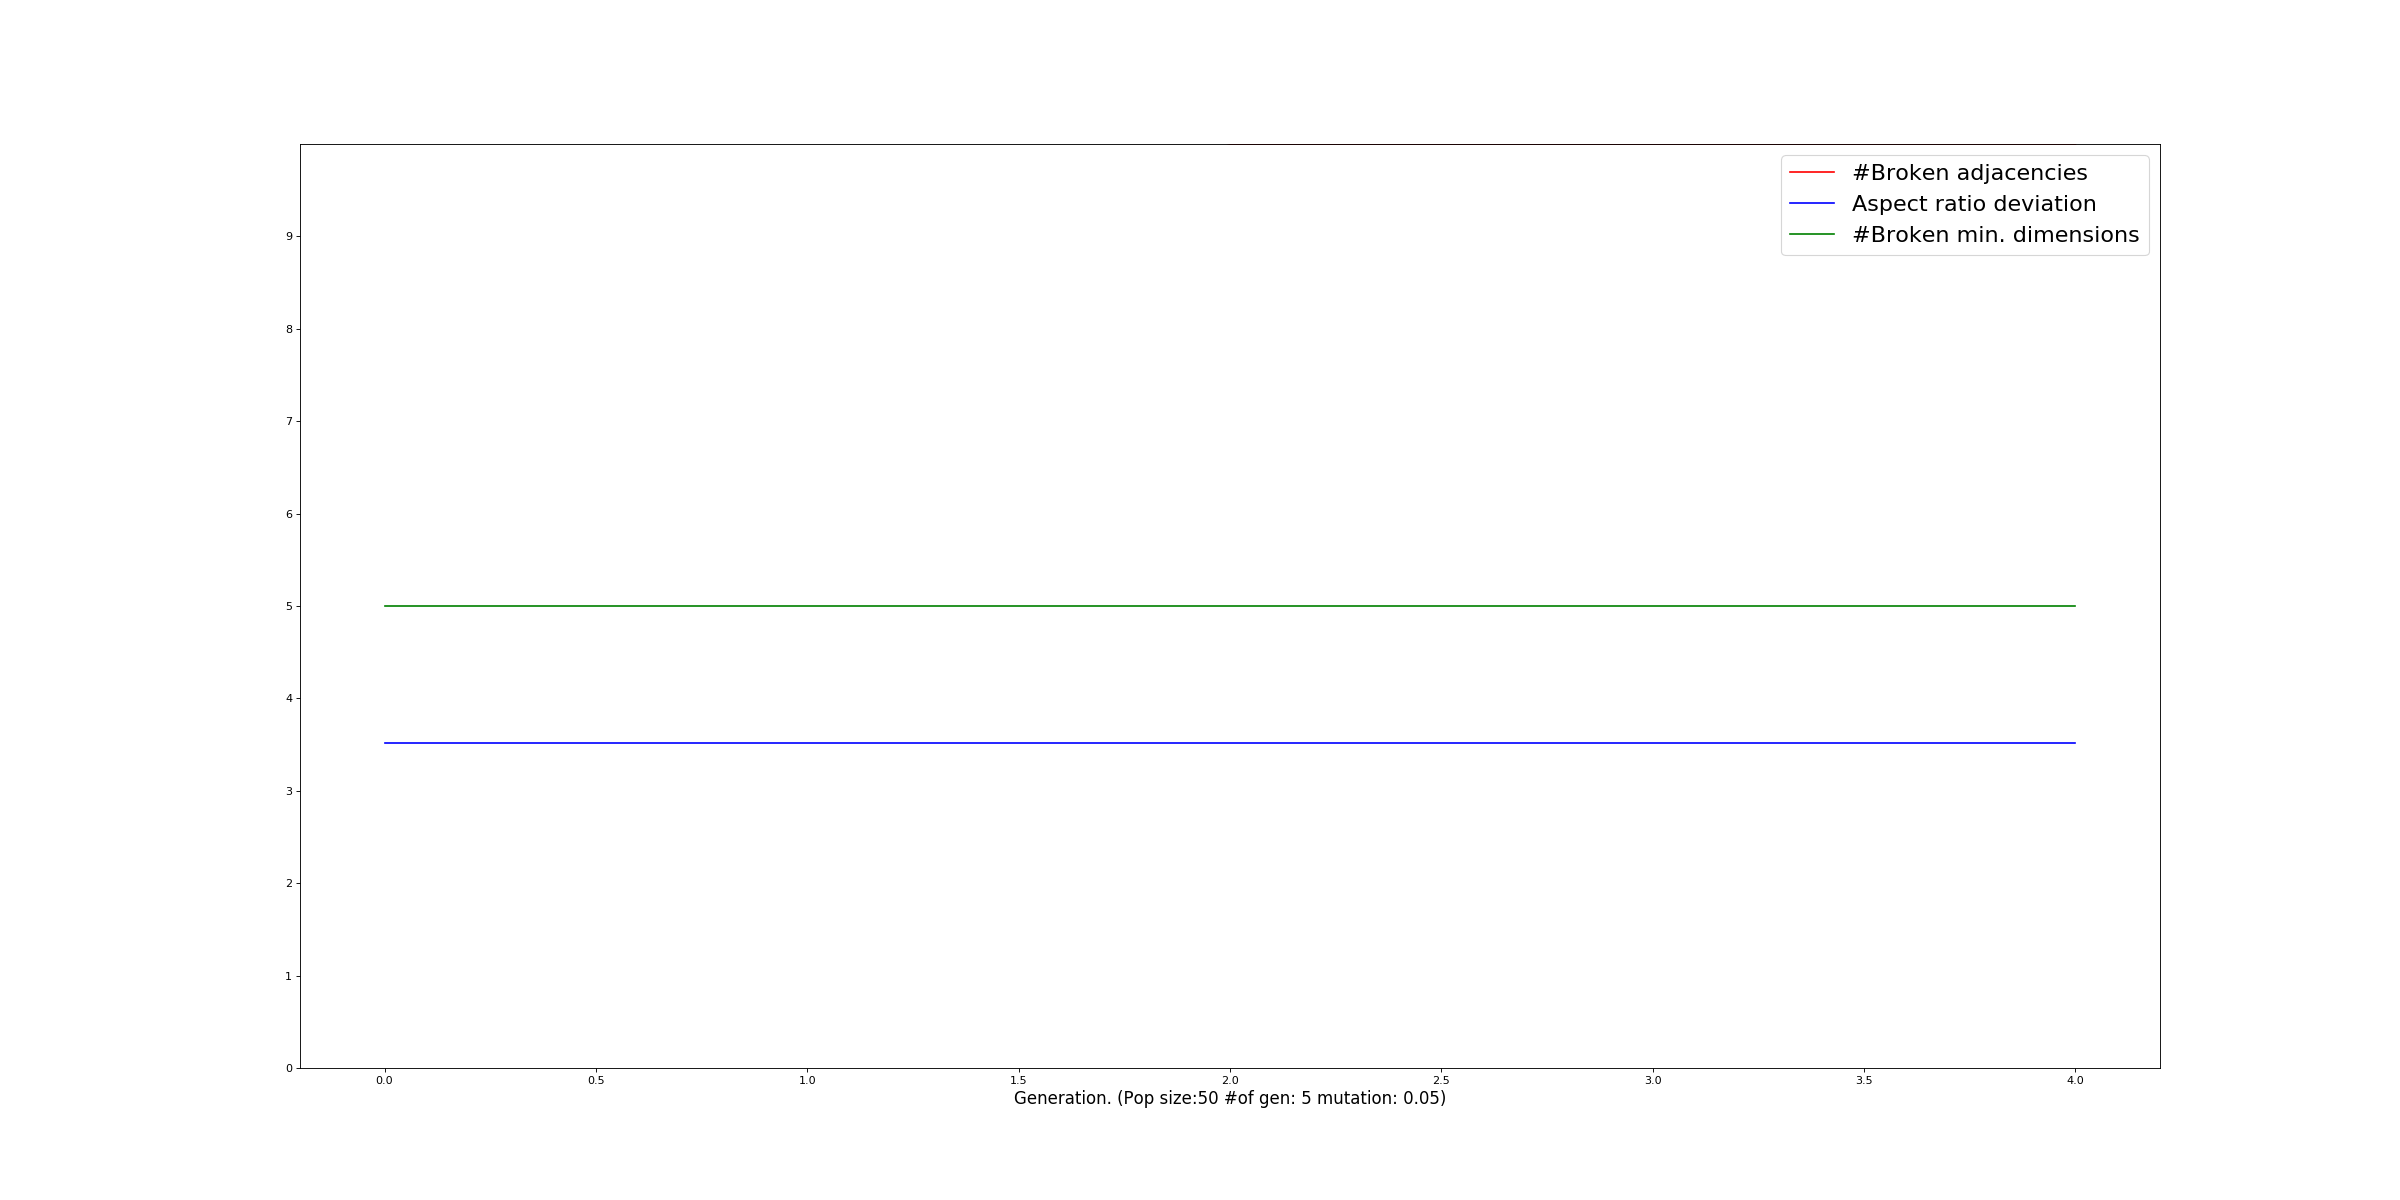 #Broken adjacencies
Aspect ratio deviation
#Broken min. dimensions
9
8
7
6
5
4
3
2
1
0
0.0 0.5 1.0 1.5 2.0 2.5 3.0 3.5 4.0
Generation. (Pop size:50 #of gen: 5 mutation: 0.05)